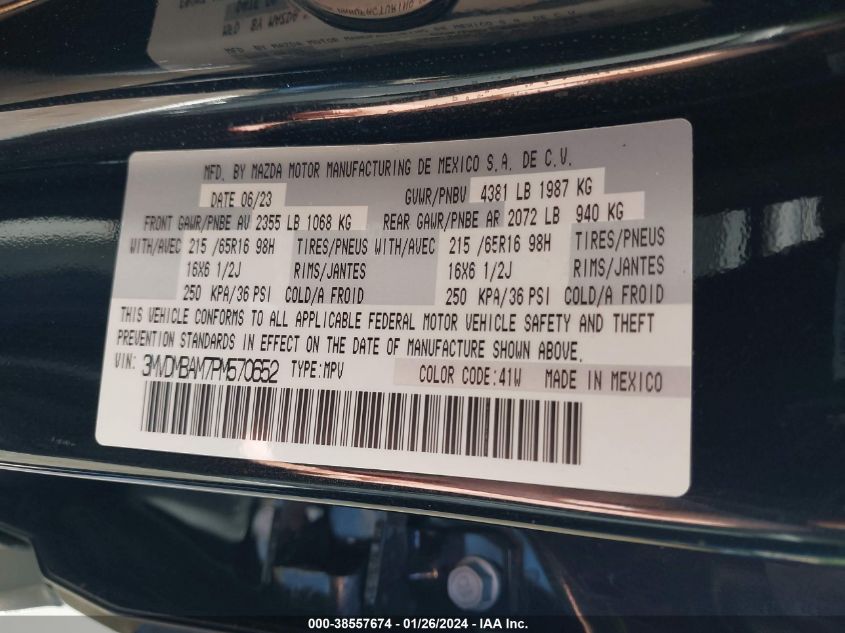 MFD. BY MAZDA MOTOR MANUFACTURING DE MEXICO S.A. DE C.V.
DATE 06/23 GVWR/PNBV 4381 LB 1987 KG
FRONT GAWR/PNBE AV 2355 LB 1068 KG REAR GAWR/PNBE AR 2072 LB 940 KG
WITH/AVEC 215 /65R16 98H TIRES/PNEUS WITH/AVEC 215 /65R16 98H TIRES/PNEUS
16X6 1/2J RIMS/JANTES 16X6 1/2J RIMS/JANTES
250 KPA/36 PSI COLD/A FROID 250 KPA/36 PSI COLD/A FROID
THIS VEHICLE CONFORMS TO ALL APPLICABLE FEDERAL MOTOR VEHICLE SAFETY AND THEFT
PREVENTION STANDARDS IN EFFECT ON THE DATE OF MANUFACTURE SHOWN ABOVE.
VIN: 3MVDMBAM7PM570652 TYPE:MPV COLOR CODE:41W MADE IN MEXICO
000-38557674 - 01/26/2024 - IAA Inc.